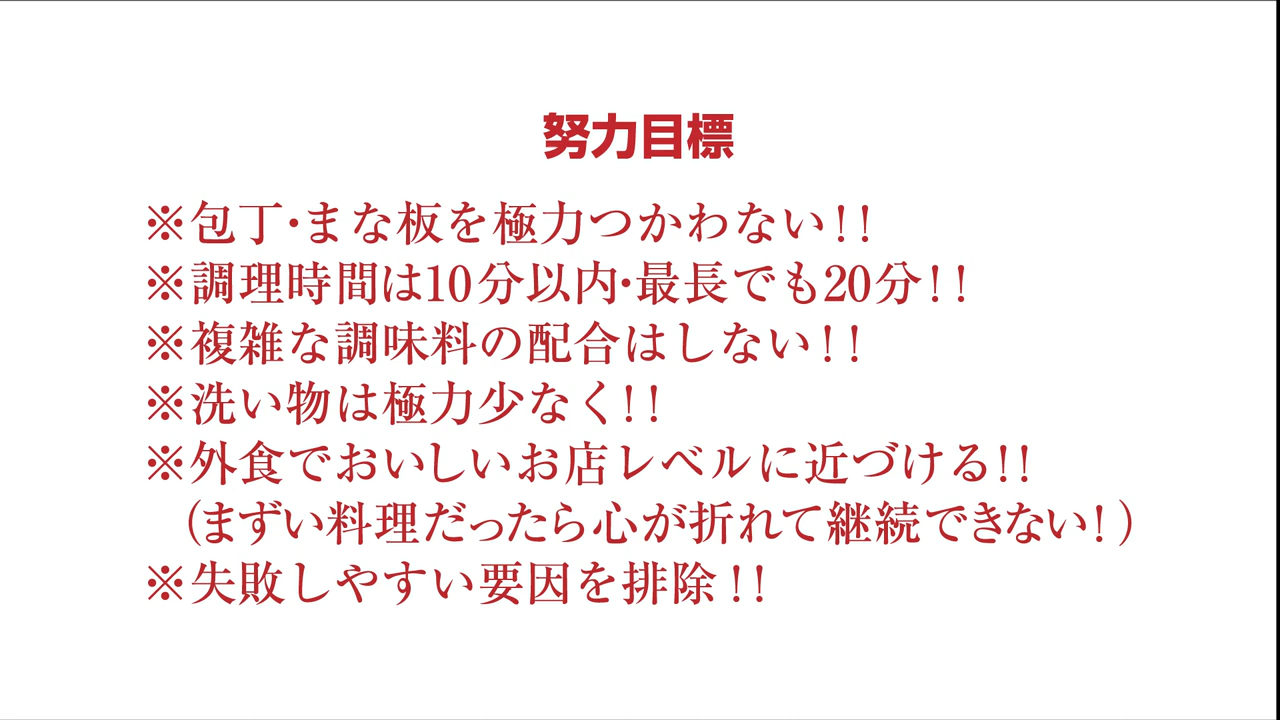 努力目標
※包丁・まな板を極力つかわない!!
※調理時間は10分以内・最長でも20分!!
※複雑な調味料の配合はしない!!
※洗い物は極力少なく!!
※外食でおいしいお店レベルに近づける!!
(まずい料理だったら心が折れて継続できない!)
※失敗しやすい要因を排除!!